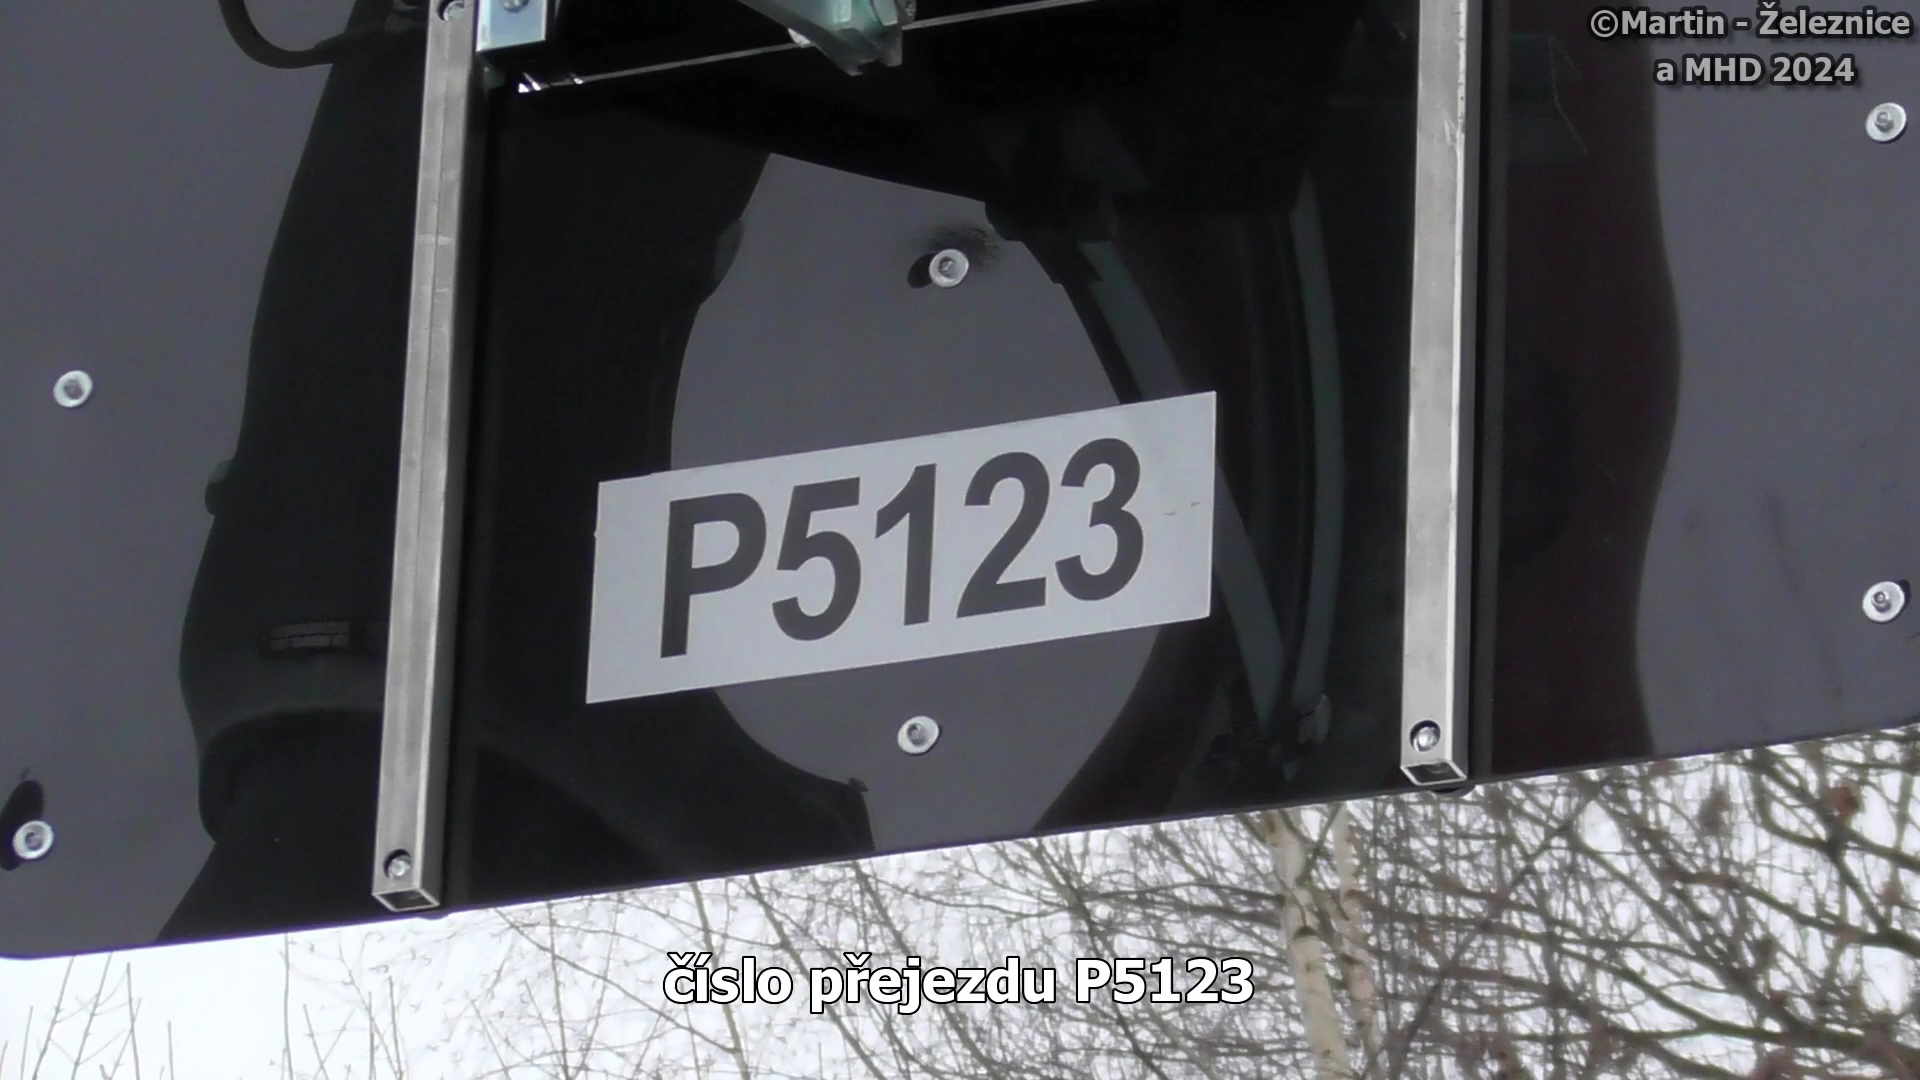 ©Martin - Železnice
a MHD 2024
P5123
číslo přejezdu P5123